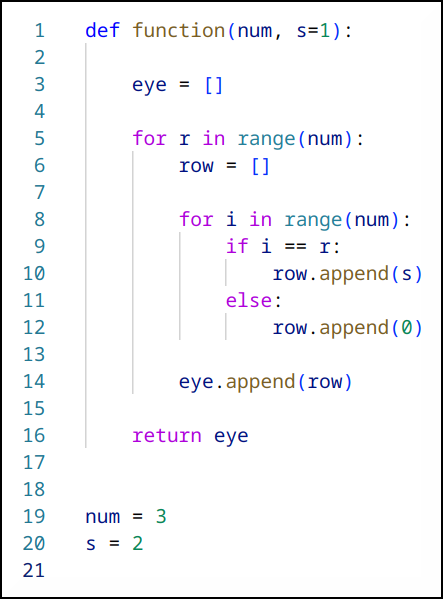 1 def function(num, s=1):
2
3     eye = []
4
5     for r in range(num):
6         row = []
7
8         for i in range(num):
9             if i == r:
10                 row.append(s)
11             else:
12                 row.append(0)
13
14         eye.append(row)
15
16     return eye
17
18
19 num = 3
20 s = 2
21